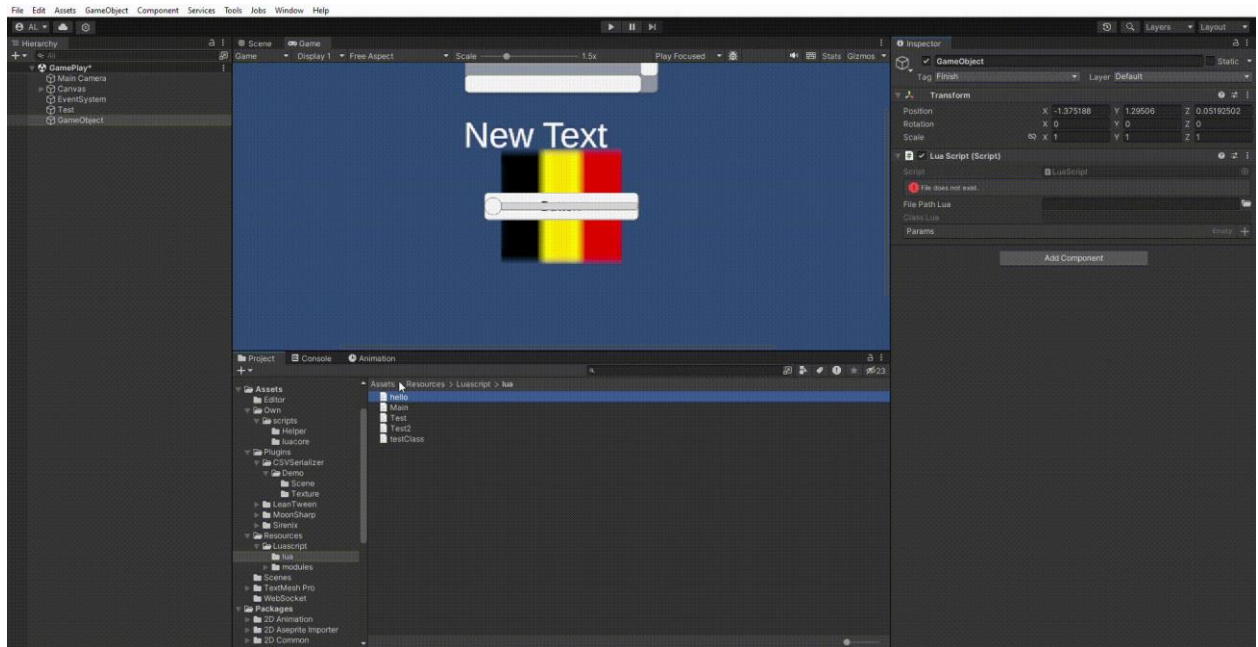 File Edit Assets GameObject Component Services Tools Jobs Window Help
AL
Layers Layout
Hierarchy
All
GamePlay*
Main Camera
Canvas
EventSystem
Test
GameObject
Scene Game
Game Display 1 Free Aspect Scale 1.5x Play Focused Stats Gizmos
New Text
Inspector
GameObject Static
Tag Finish Layer Default
Transform
Position X -1.375188 Y 1.29506 Z 0.05192502
Rotation X 0 Y 0 Z 0
Scale X 1 Y 1 Z 1
Lua Script (Script)
Script LuaScript
File does not exist.
File Path Lua
Class Lua
Params Empty
Add Component
Project Console Animation
23
Assets
Editor
Own
scripts
Helper
luacore
Plugins
CSVSerializer
Demo
Scene
Texture
LeanTween
MoonSharp
Sirenix
Resources
Luascript
lua
modules
Scenes
TextMesh Pro
WebSocket
Packages
2D Animation
2D Aseprite Importer
2D Common
Assets Resources > Luascript > lua
hello
Main
Test
Test2
testClass